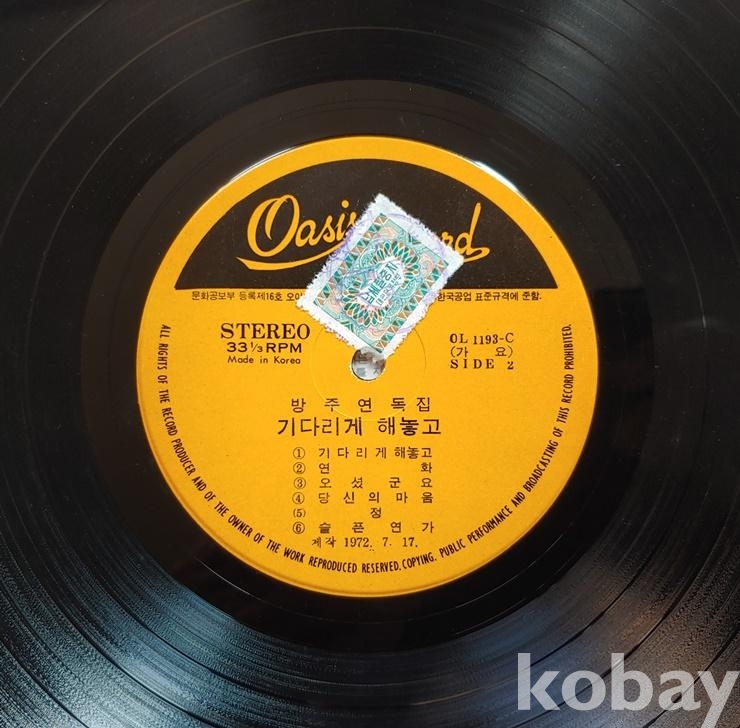 Oasis
문화공보부 등록제16호
한국공업 표준규격에 준함.
STEREO
33 1/3 RPM
Made in Korea
OL 1193-C
(가 요)
SIDE 2
방 주 연 독 집
기다리게 해놓고
① 기다리게 해놓고
② 연 화
③ 오 셨 군 요
④ 당 신 의 마 음
⑤ 정
⑥ 슬 픈 연 가
제작 1972. 7. 17.
ALL RIGHTS OF THE RECORD PRODUCER AND OF THE OWNER OF THE WORK REPRODUCED RESERVED. COPYING, PUBLIC PERFORMANCE AND BROADCASTING OF THIS RECORD PROHIBITED.
kobay